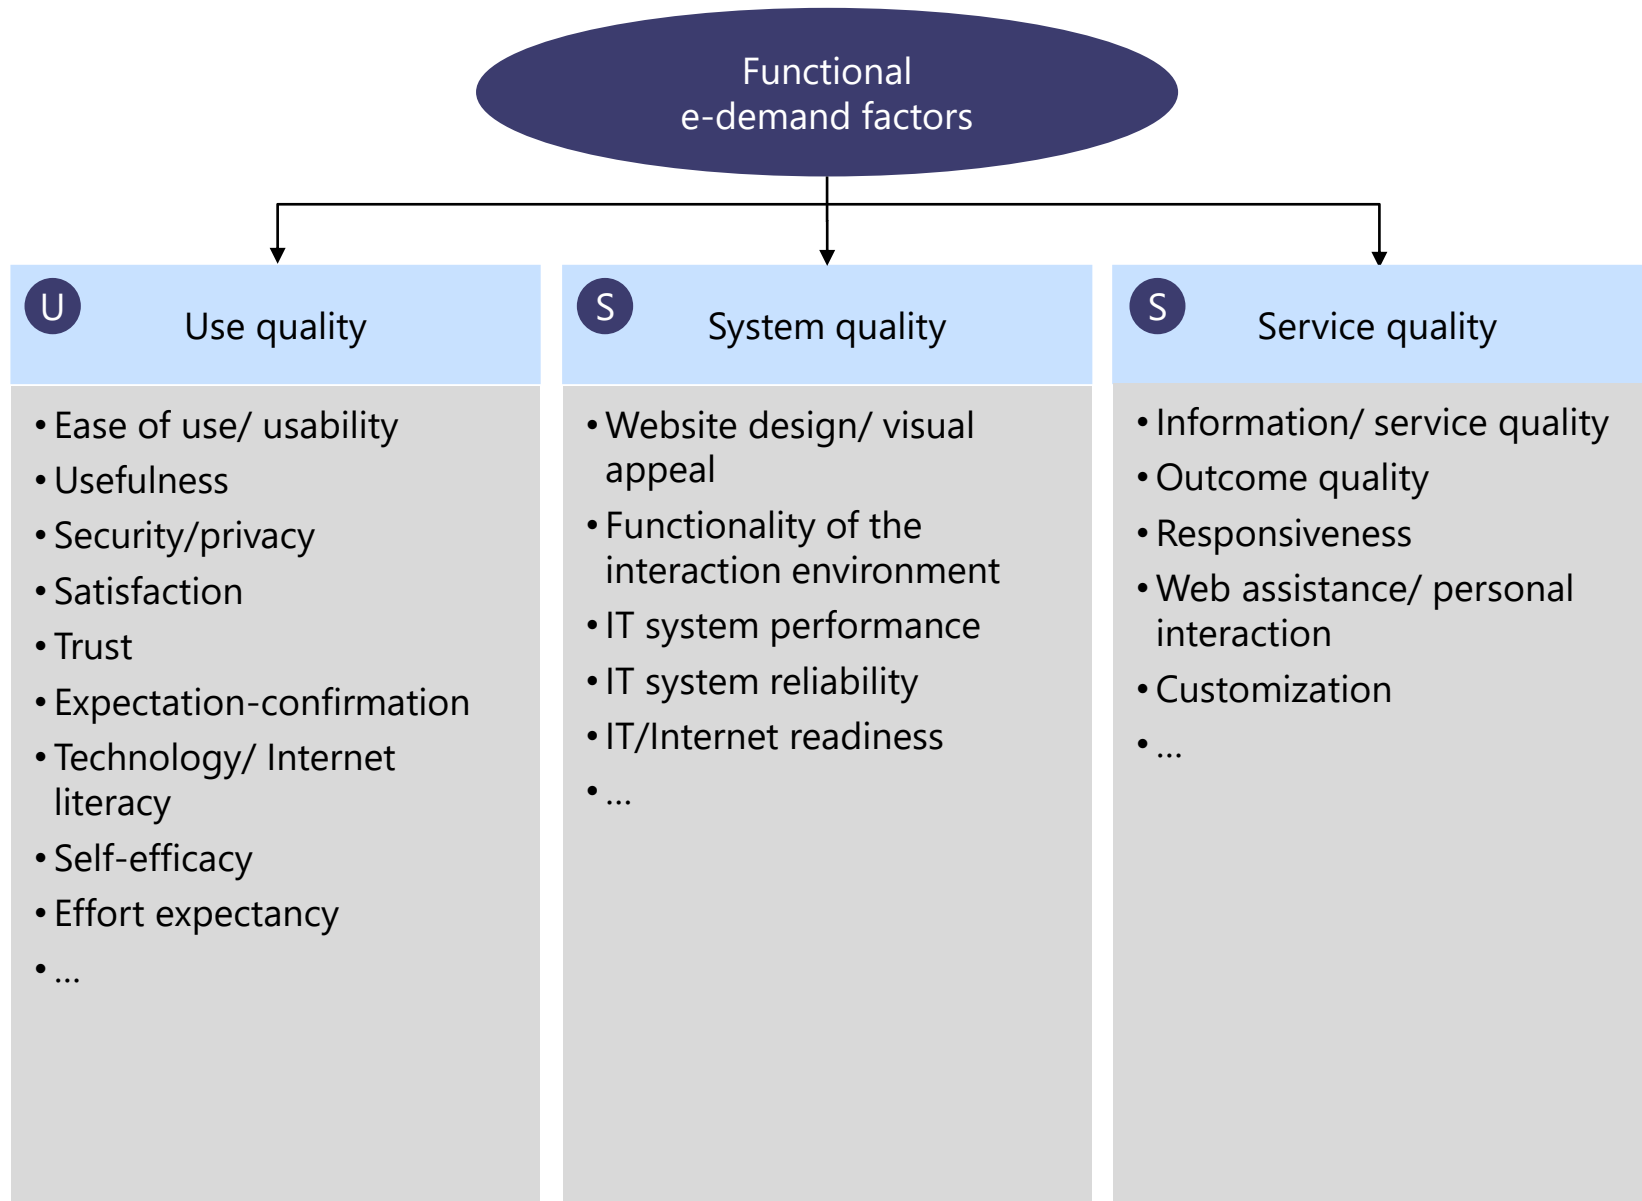 Functional
e-demand factors
U
Use quality
• Ease of use/ usability
• Usefulness
• Security/privacy
• Satisfaction
• Trust
• Expectation-confirmation
• Technology/ Internet
literacy
• Self-efficacy
• Effort expectancy
• ...
S
System quality
• Website design/ visual
appeal
• Functionality of the
interaction environment
• IT system performance
• IT system reliability
• IT/Internet readiness
• ...
S
Service quality
• Information/ service quality
• Outcome quality
• Responsiveness
• Web assistance/ personal
interaction
• Customization
• ...